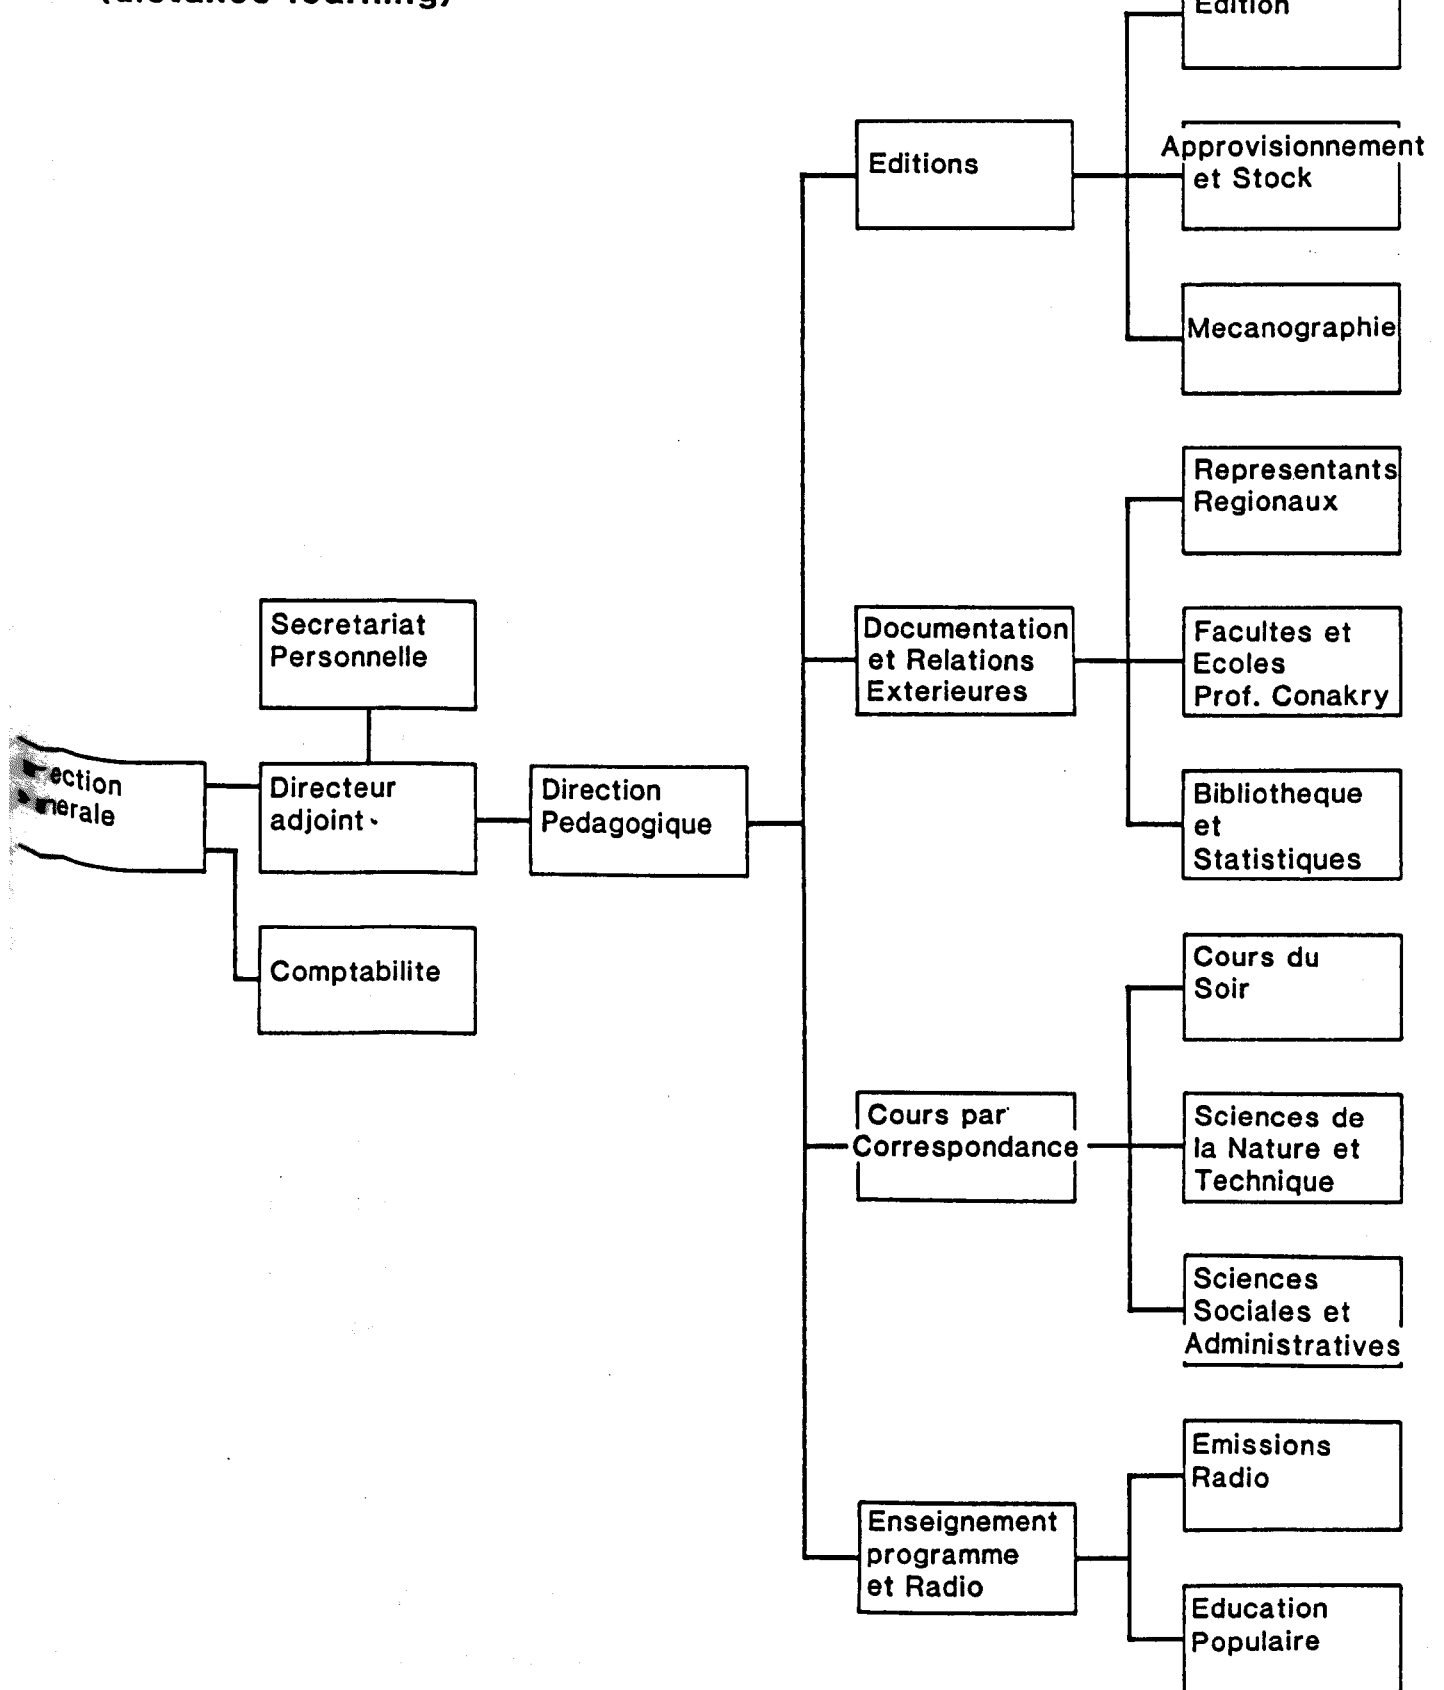 (distance learning)
Edition
Editions
Approvisionnement
et Stock
Mecanographie
Representants
Regionaux
Documentation
et Relations
Exterieures
Facultes et
Ecoles
Prof. Conakry
Bibliotheque
et
Statistiques
Secretariat
Personnelle
Directeur
adjoint
Direction
Pedagogique
Comptabilite
Cours du
Soir
Cours par
Correspondance
Sciences de
la Nature et
Technique
Sciences
Sociales et
Administratives
Emissions
Radio
Enseignement
programme
et Radio
Education
Populaire